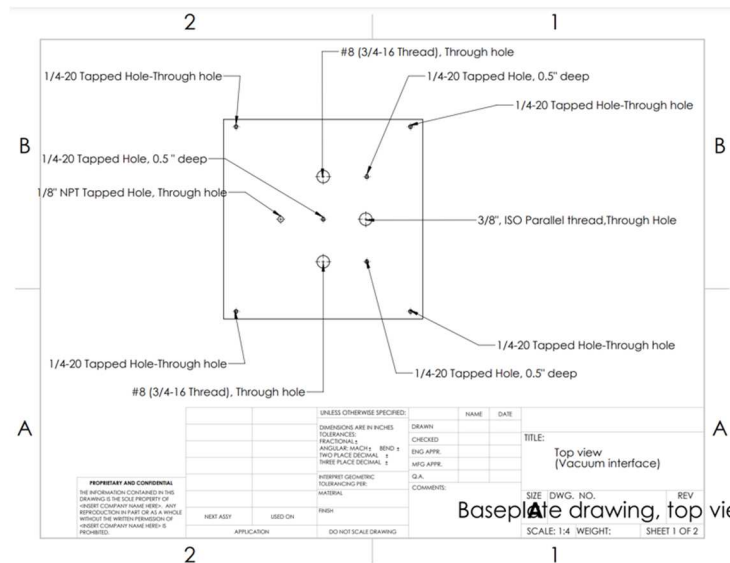 2 1
#8 (3/4-16 Thread), Through hole
1/4-20 Tapped Hole-Through hole
1/4-20 Tapped Hole, 0.5" deep
1/4-20 Tapped Hole-Through hole
B B
1/4-20 Tapped Hole, 0.5 " deep
1/8" NPT Tapped Hole, Through hole
3/8", ISO Parallel thread,Through Hole
1/4-20 Tapped Hole-Through hole
1/4-20 Tapped Hole-Through hole
1/4-20 Tapped Hole, 0.5" deep
#8 (3/4-16 Thread), Through hole
A A
UNLESS OTHERWISE SPECIFIED:
DIMENSIONS ARE IN INCHES
TOLERANCES:
FRACTIONAL ±
ANGULAR: MACH ± BEND ±
TWO PLACE DECIMAL ±
THREE PLACE DECIMAL ±
INTERPRET GEOMETRIC
TOLERANCING PER:
MATERIAL
FINISH
DO NOT SCALE DRAWING
NAME DATE
DRAWN
CHECKED
ENG APPR.
MFG APPR.
Q.A.
COMMENTS:
TITLE:
Top view
(Vacuum interface)
SIZE DWG. NO. REV
A
Baseplate drawing, top vie
SCALE: 1:4 WEIGHT: SHEET 1 OF 2
PROPRIETARY AND CONFIDENTIAL
THE INFORMATION CONTAINED IN THIS
DRAWING IS THE SOLE PROPERTY OF
<INSERT COMPANY NAME HERE>. ANY
REPRODUCTION IN PART OR AS A WHOLE
WITHOUT THE WRITTEN PERMISSION OF
<INSERT COMPANY NAME HERE> IS
PROHIBITED.
NEXT ASSY USED ON
APPLICATION
2 1